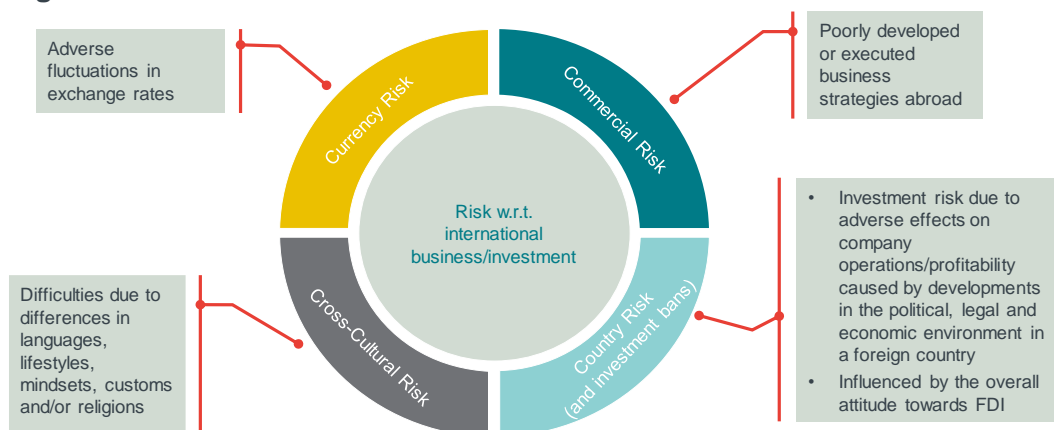 Adverse
fluctuations in
exchange rates
Currency Risk
Commercial Risk
Poorly developed
or executed
business
strategies abroad
Risk w.r.t.
international
business/investment
Difficulties due to
differences in
languages,
lifestyles,
mindsets, customs
and/or religions
Cross-Cultural Risk
Country Risk
(and investment bans)
• Investment risk due to
adverse effects on
company
operations/profitability
caused by developments
in the political, legal and
economic environment in
a foreign country
• Influenced by the overall
attitude towards FDI